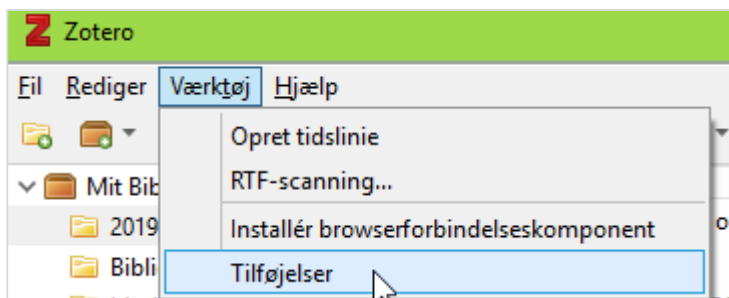 Zotero
Fil Rediger Værktøj Hjælp
Opret tidslinie
Mit Bib
RTF-scanning...
2019
Installér browserforbindelseskomponent
Bibli
Tilføjelser